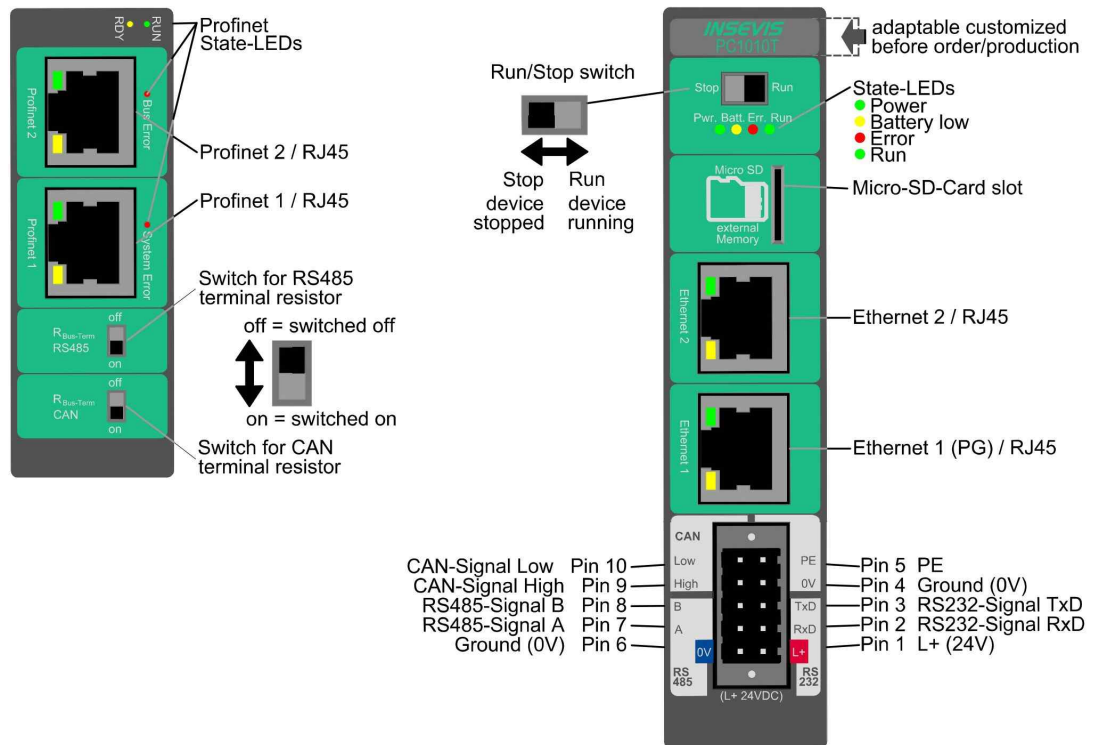 RDY
RUN
Profinet
State-LEDs
Profinet 2
Bus Error
Profinet 2 / RJ45
Profinet 1
System Error
Profinet 1 / RJ45
Switch for RS485
terminal resistor
off
R Bus-Term
RS485
on
off = switched off
on = switched on
off
R Bus-Term
CAN
on
Switch for CAN
terminal resistor
INSEVIS
PC1010T
adaptable customized
before order/production
Run/Stop switch
Stop
device
stopped
Run
device
running
Stop
Run
Pwr. Batt. Err. Run
State-LEDs
Power
Battery low
Error
Run
Micro SD
external
Memory
Micro-SD-Card slot
Ethernet 2
Ethernet 2 / RJ45
Ethernet 1
Ethernet 1 (PG) / RJ45
CAN
CAN-Signal Low Pin 10
Low
CAN-Signal High Pin 9
High
RS485-Signal B Pin 8
B
RS485-Signal A Pin 7
A
Ground (0V) Pin 6
0V
RS
485
PE
Pin 5 PE
0V
Pin 4 Ground (0V)
TxD
Pin 3 RS232-Signal TxD
RxD
Pin 2 RS232-Signal RxD
L+
Pin 1 L+ (24V)
RS
232
(L+ 24VDC)